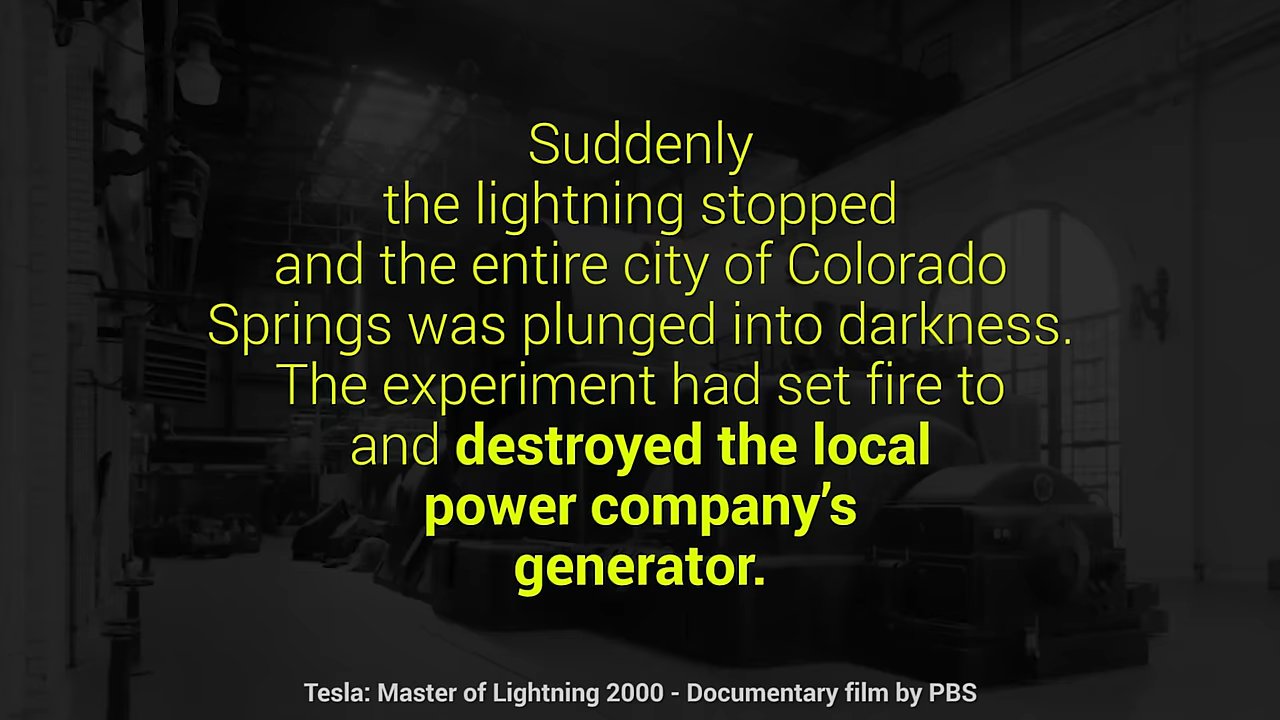 Suddenly
the lightning stopped
and the entire city of Colorado
Springs was plunged into darkness.
The experiment had set fire to
and destroyed the local
power company’s
generator.
Tesla: Master of Lightning 2000 - Documentary film by PBS